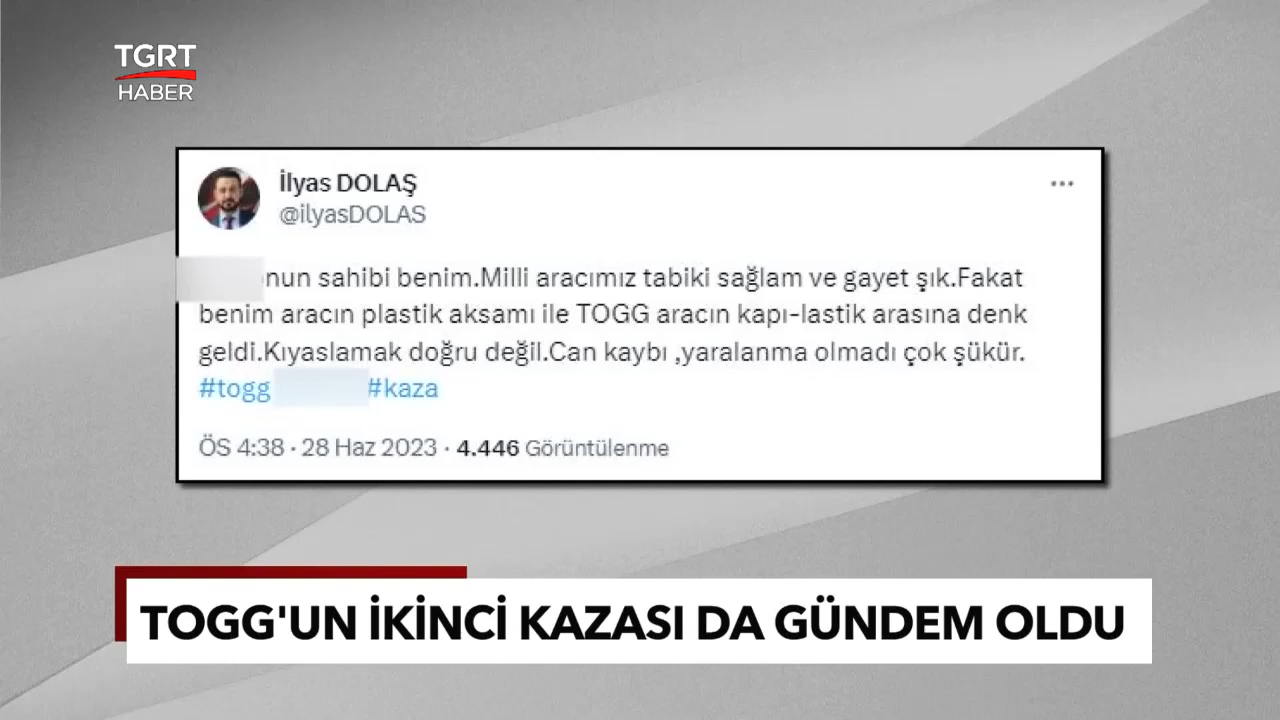 TGRT
HABER
İlyas DOLAŞ
@ilyasDOLAS
nun sahibi benim.Milli aracımız tabiki sağlam ve gayet şık.Fakat
benim aracın plastik aksamı ile TOGG aracın kapı-lastik arasına denk
geldi.Kıyaslamak doğru değil.Can kaybı ,yaralanma olmadı çok şükür.
#togg #kaza
ÖS 4:38 · 28 Haz 2023 · 4.446 Görüntülenme
TOGG'UN İKİNCİ KAZASI DA GÜNDEM OLDU